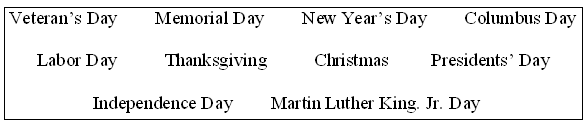 Veteran's Day Memorial Day New Year's Day Columbus Day
Labor Day Thanksgiving Christmas Presidents' Day
Independence Day Martin Luther King. Jr. Day